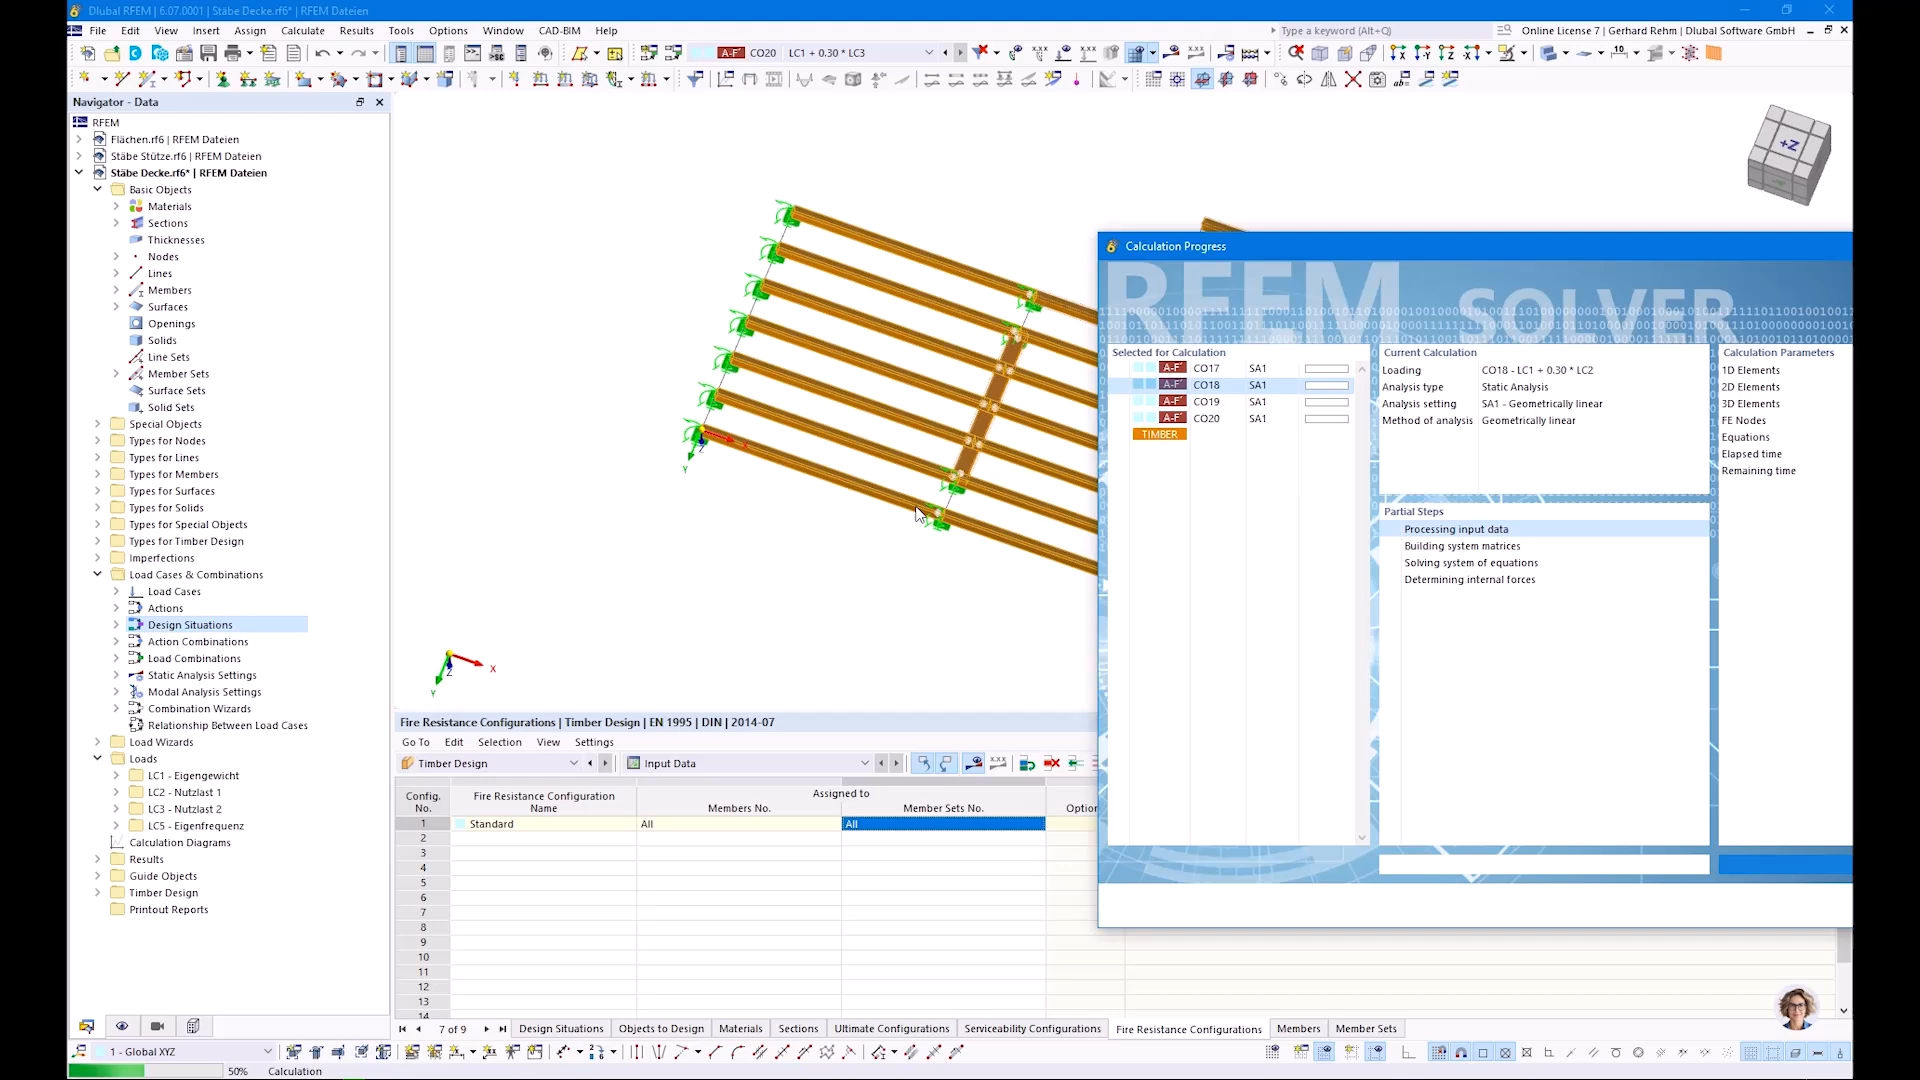 Dlubal RFEM | 6.07.0001 | Stäbe Decke.rf6* | RFEM Dateien
File Edit View Insert Assign Calculate Results Tools Options Window CAD-BIM Help
Type a keyword (Alt+Q)
Online License 7 | Gerhard Rehm | Dlubal Software GmbH
A-F CO20 LC1 + 0.30 * LC3
Navigator - Data
RFEM
Flächen.rf6 | RFEM Dateien
Stäbe Stütze.rf6 | RFEM Dateien
Stäbe Decke.rf6* | RFEM Dateien
Basic Objects
Materials
Sections
Thicknesses
Nodes
Lines
Members
Surfaces
Openings
Solids
Line Sets
Member Sets
Surface Sets
Solid Sets
Special Objects
Types for Nodes
Types for Lines
Types for Members
Types for Surfaces
Types for Solids
Types for Special Objects
Types for Timber Design
Imperfections
Load Cases & Combinations
Load Cases
Actions
Design Situations
Action Combinations
Load Combinations
Static Analysis Settings
Modal Analysis Settings
Combination Wizards
Relationship Between Load Cases
Load Wizards
Loads
LC1 - Eigengewicht
LC2 - Nutzlast 1
LC3 - Nutzlast 2
LC5 - Eigenfrequenz
Calculation Diagrams
Results
Guide Objects
Timber Design
Printout Reports
+Z
X
Y
Z
Calculation Progress
RFEM SOLVER
Selected for Calculation
A-F CO17 SA1
A-F CO18 SA1
A-F CO19 SA1
A-F CO20 SA1
TIMBER
Current Calculation
Loading CO18 - LC1 + 0.30 * LC2
Analysis type Static Analysis
Analysis setting SA1 - Geometrically linear
Method of analysis Geometrically linear
Partial Steps
Processing input data
Building system matrices
Solving system of equations
Determining internal forces
Calculation Parameters
1D Elements
2D Elements
3D Elements
FE Nodes
Equations
Elapsed time
Remaining time
Fire Resistance Configurations | Timber Design | EN 1995 | DIN | 2014-07
Go To Edit Selection View Settings
Timber Design
Input Data
Config. No.
Fire Resistance Configuration Name
Assigned to
Members No.
Member Sets No.
Option
1 Standard All All
2
3
4
5
6
7
8
9
10
11
12
13
14
7 of 9
Design Situations Objects to Design Materials Sections Ultimate Configurations Serviceability Configurations Fire Resistance Configurations Members Member Sets
1 - Global XYZ
50% Calculation